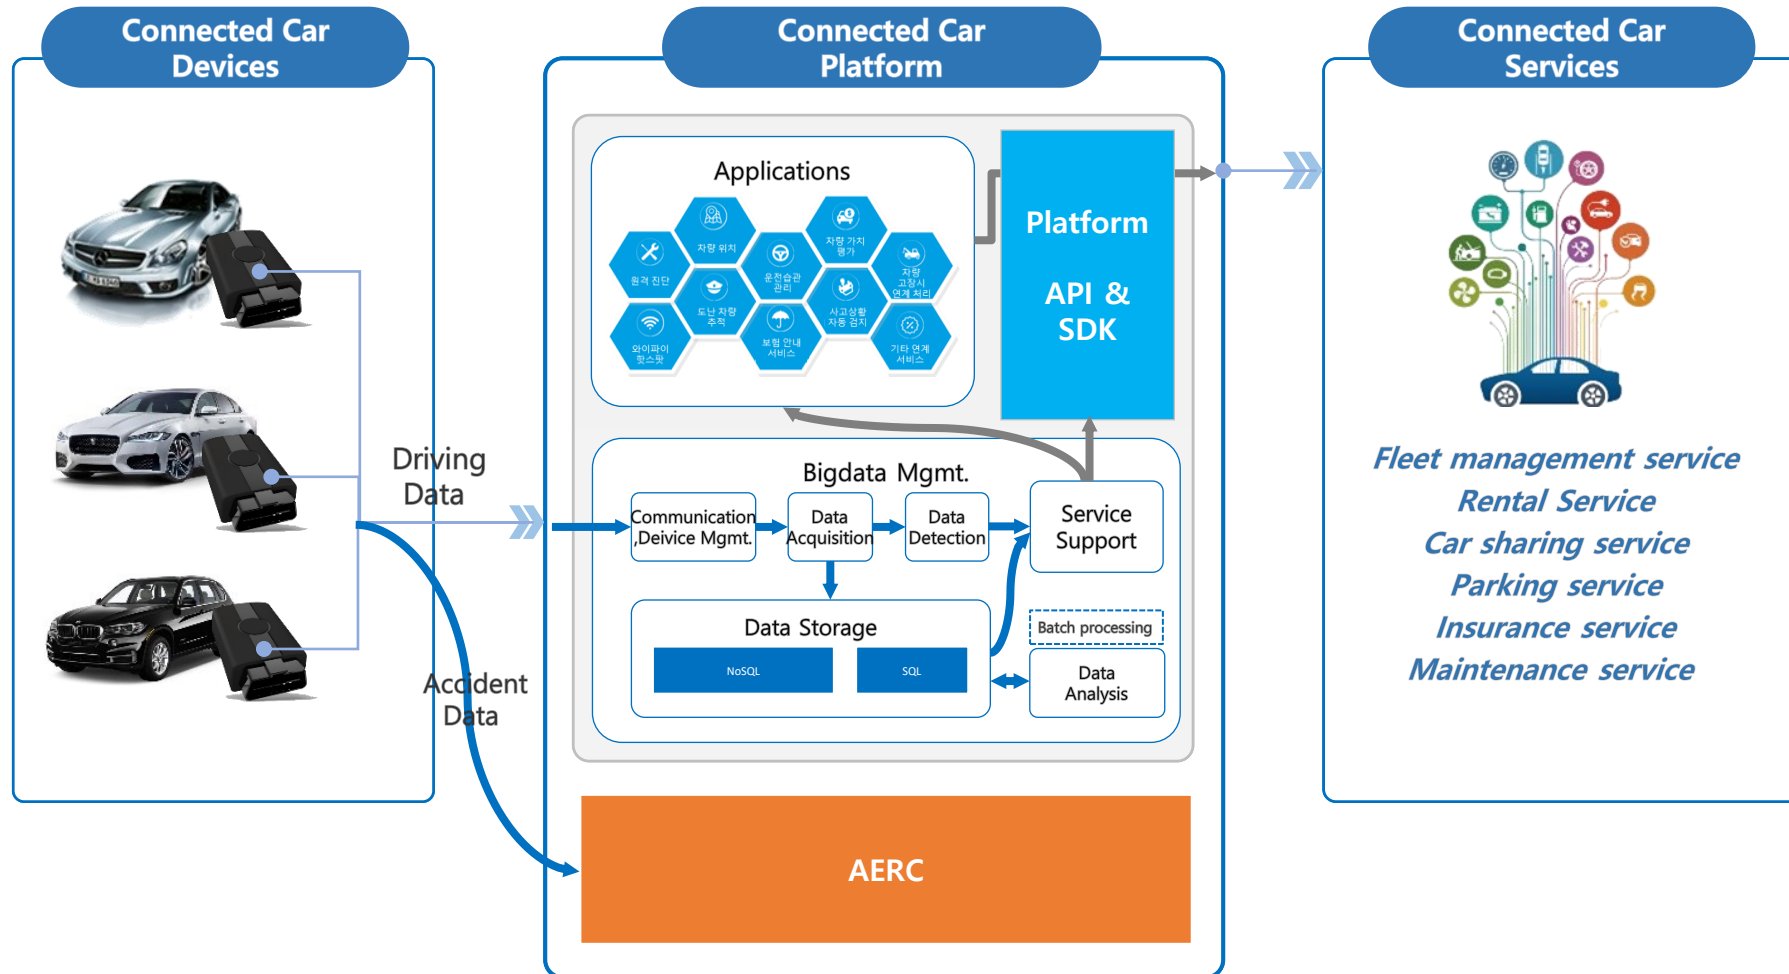 Connected Car
Devices
Connected Car
Platform
Connected Car
Services
Applications
차량 위치
차량 가치
평가
원격 진단
운전습관
관리
차량
고장시
연계 처리
도난 차량
추적
사고상황
자동 검지
와이파이
핫스팟
보험 안내
서비스
기타 연계
서비스
Platform
API &
SDK
Driving
Data
Accident
Data
Bigdata Mgmt.
Communication
,Deivice Mgmt.
Data
Acquisition
Data
Detection
Service
Support
Data Storage
NoSQL
SQL
Batch processing
Data
Analysis
AERC
Fleet management service
Rental Service
Car sharing service
Parking service
Insurance service
Maintenance service